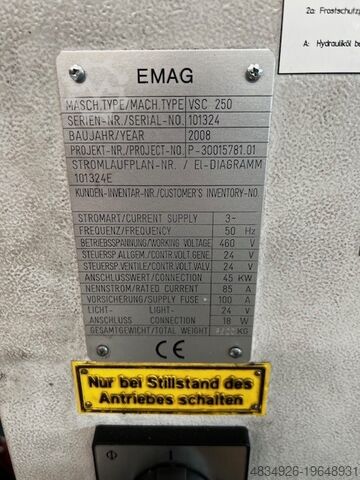 2a: Frostschutz
A: Hydrauliköl be
EMAG
MASCH.TYPE/MACH.TYPE VSC 250
SERIEN-NR./SERIAL-NO. 101324
BAUJAHR/YEAR 2008
PROJEKT-NR./PROJECT-NO. P-30015781.01
STROMLAUFPLAN-NR. / El-DIAGRAMM
101324E
KUNDEN-INVENTAR-NR./CUSTOMER'S INVENTORY-NO.
STROMART/CURRENT SUPPLY 3~
FREQUENZ/FREQUENCY 50 Hz
BETRIEBSSPANNUNG/WORKING VOLTAGE 460 V
STEUERSP.ALLGEM./CONTR.VOLT.GENE. 24 V
STEUERSP.VENTILE/CONTR.VOLT.VALV. 24 V
ANSCHLUSSWERT/CONNECTION 45 KW
NENNSTROM/RATED CURRENT 85 A
VORSICHERUNG/SUPPLY FUSE 100 A
LICHT- LIGHT- 24 V
ANSCHLUSS CONNECTION 18 W
GESAMTGEWICHT/TOTAL WEIGHT KG
CE
Nur bei Stillstand des
Antriebes schalten
I
4834926-19648931